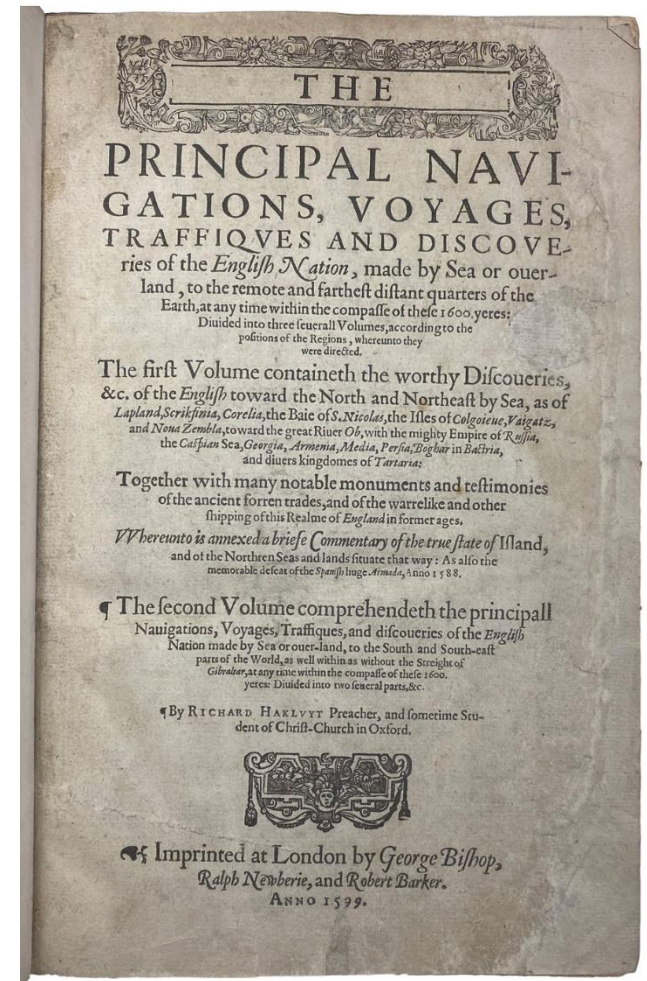 THE
PRINCIPAL NAVI-
GATIONS, VOYAGES,
TRAFFIQVES AND DISCOVE-
ries of the Engliſh Nation, made by Sea or ouer-
land, to the remote and fartheſt diſtant quarters of the
Earth, at any time within the compaſſe of theſe 1600. yeres:
Diuided into three ſeuerall Volumes, according to the
poſitions of the Regions, whereunto they
were directed.
The firſt Volume containeth the worthy Diſcoueries,
&c. of the Engliſh toward the North and Northeaſt by Sea, as of
Lapland, Scrikfinia, Corelia, the Baie of S. Nicolas, the Iſles of Colgoieue, Vaigatz,
and Noua Zembla, toward the great Riuer Ob, with the mighty Empire of Ruſſia,
the Caſpian Sea, Georgia, Armenia, Media, Perſia, Boghar in Bactria,
and diuers kingdomes of Tartaria:
Together with many notable monuments and teſtimonies
of the ancient forren trades, and of the warrelike and other
ſhipping of this Realme of England in former ages.
VVhereunto is annexed a briefe Commentary of the true ſtate of Iſland,
and of the Northren Seas and lands ſituate that way: As alſo the
memorable defeat of the Spaniſh huge Armada, Anno 1588.
¶ The ſecond Volume comprehendeth the principall
Nauigations, Voyages, Traffiques, and diſcoueries of the Engliſh
Nation made by Sea or ouer-land, to the South and South-eaſt
parts of the World, as well within as without the Streight of
Gibraltar, at any time within the compaſſe of theſe 1600.
yeres: Diuided into two ſeueral parts, &c.
¶ By RICHARD HAKLVYT Preacher, and ſometime Stu-
dent of Chriſt-Church in Oxford.
Imprinted at London by George Biſhop,
Ralph Newberie, and Robert Barker.
ANNO 1599.